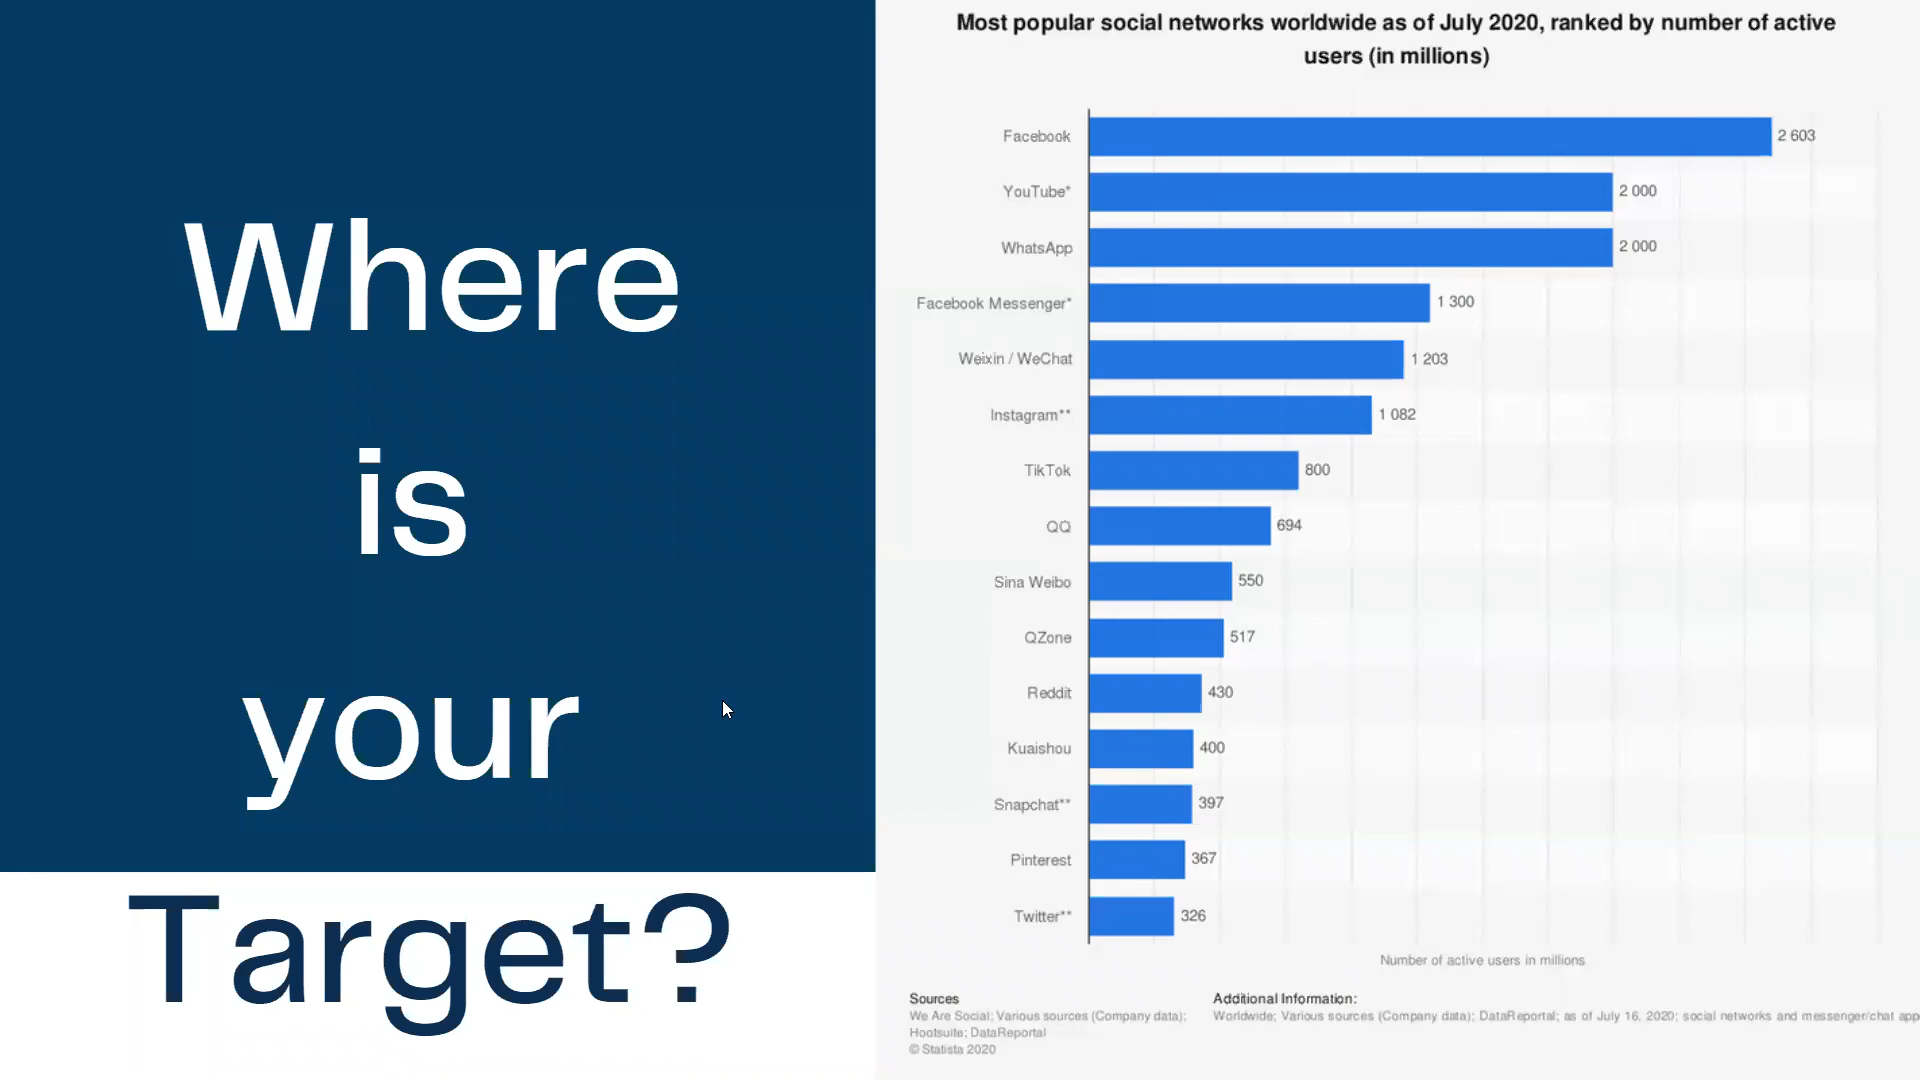 Where
is
your
Target?
Most popular social networks worldwide as of July 2020, ranked by number of active
users (in millions)
Facebook 2 603
YouTube* 2 000
WhatsApp 2 000
Facebook Messenger* 1 300
Weixin / WeChat 1 203
Instagram** 1 082
TikTok 800
QQ 694
Sina Weibo 550
QZone 517
Reddit 430
Kuaishou 400
Snapchat** 397
Pinterest 367
Twitter** 326
Number of active users in millions
Sources
We Are Social; Various sources (Company data);
Hootsuite; DataReportal
© Statista 2020
Additional Information:
Worldwide; Various sources (Company data); DataReportal; as of July 16, 2020; social networks and messenger/chat app